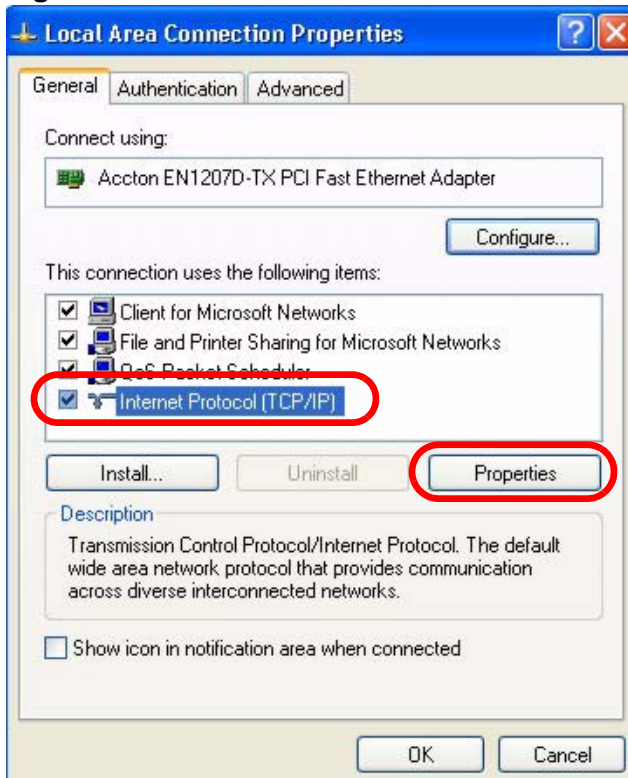 Local Area Connection Properties
General Authentication Advanced
Connect using:
Accton EN1207D-TX PCI Fast Ethernet Adapter
Configure...
This connection uses the following items:
Client for Microsoft Networks
File and Printer Sharing for Microsoft Networks
QoS Packet Scheduler
Internet Protocol (TCP/IP)
Install... Uninstall Properties
Description
Transmission Control Protocol/Internet Protocol. The default
wide area network protocol that provides communication
across diverse interconnected networks.
Show icon in notification area when connected
OK Cancel